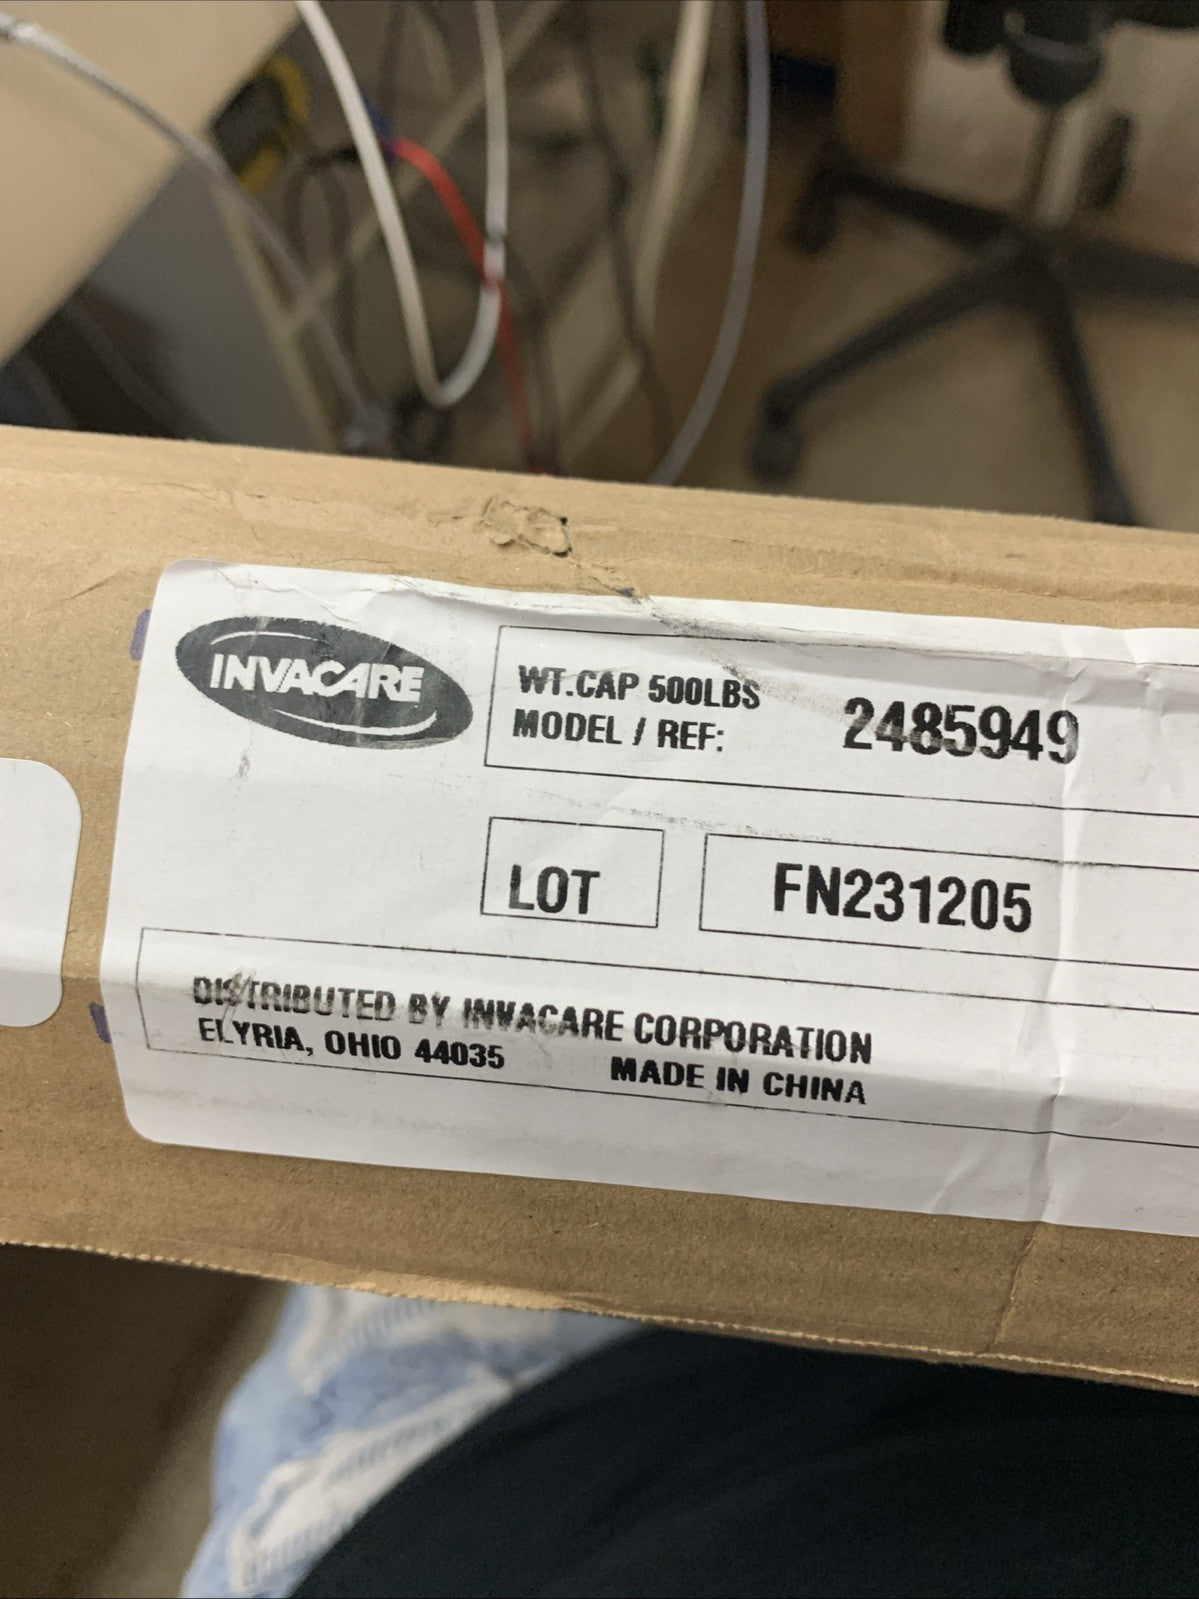 INVACARE
WT.CAP 500LBS
MODEL / REF: 2485949
LOT FN231205
DISTRIBUTED BY INVACARE CORPORATION
ELYRIA, OHIO 44035 MADE IN CHINA